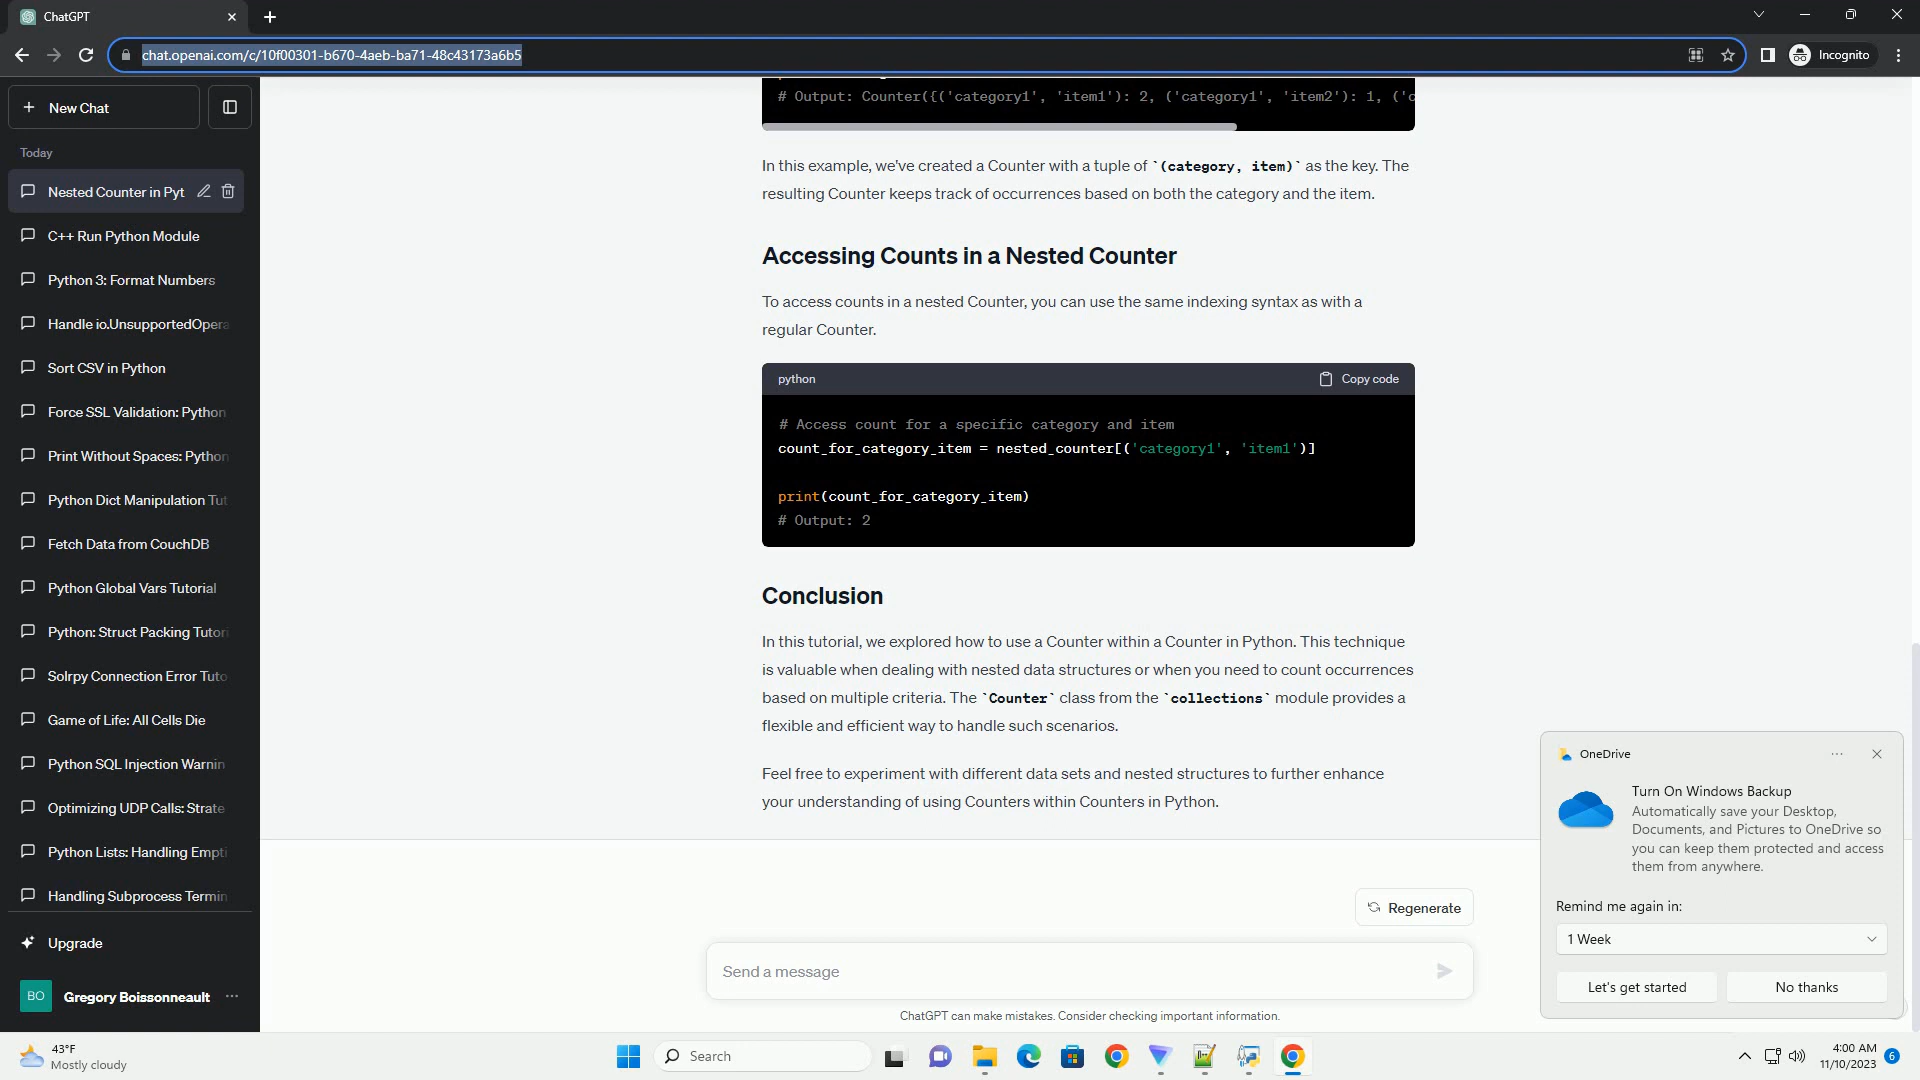 ChatGPT
chat.openai.com/c/10f00301-b670-4aeb-ba71-48c43173a6b5
Incognito
New Chat
Today
Nested Counter in Pyt
C++ Run Python Module
Python 3: Format Numbers
Handle io.UnsupportedOpera
Sort CSV in Python
Force SSL Validation: Python
Print Without Spaces: Python
Python Dict Manipulation Tut
Fetch Data from CouchDB
Python Global Vars Tutorial
Python: Struct Packing Tutori
Solrpy Connection Error Tuto
Game of Life: All Cells Die
Python SQL Injection Warnin
Optimizing UDP Calls: Strate
Python Lists: Handling Empti
Handling Subprocess Termin
Upgrade
BO Gregory Boissonneault
# Output: Counter({('category1', 'item1'): 2, ('category1', 'item2'): 1, ('c
In this example, we've created a Counter with a tuple of `(category, item)` as the key. The
resulting Counter keeps track of occurrences based on both the category and the item.
Accessing Counts in a Nested Counter
To access counts in a nested Counter, you can use the same indexing syntax as with a
regular Counter.
python Copy code
# Access count for a specific category and item
count_for_category_item = nested_counter[('category1', 'item1')]
print(count_for_category_item)
# Output: 2
Conclusion
In this tutorial, we explored how to use a Counter within a Counter in Python. This technique
is valuable when dealing with nested data structures or when you need to count occurrences
based on multiple criteria. The `Counter` class from the `collections` module provides a
flexible and efficient way to handle such scenarios.
Feel free to experiment with different data sets and nested structures to further enhance
your understanding of using Counters within Counters in Python.
Regenerate
Send a message
ChatGPT can make mistakes. Consider checking important information.
OneDrive
Turn On Windows Backup
Automatically save your Desktop,
Documents, and Pictures to OneDrive so
you can keep them protected and access
them from anywhere.
Remind me again in:
1 Week
Let's get started
No thanks
43°F
Mostly cloudy
Search
4:00 AM
11/10/2023
6